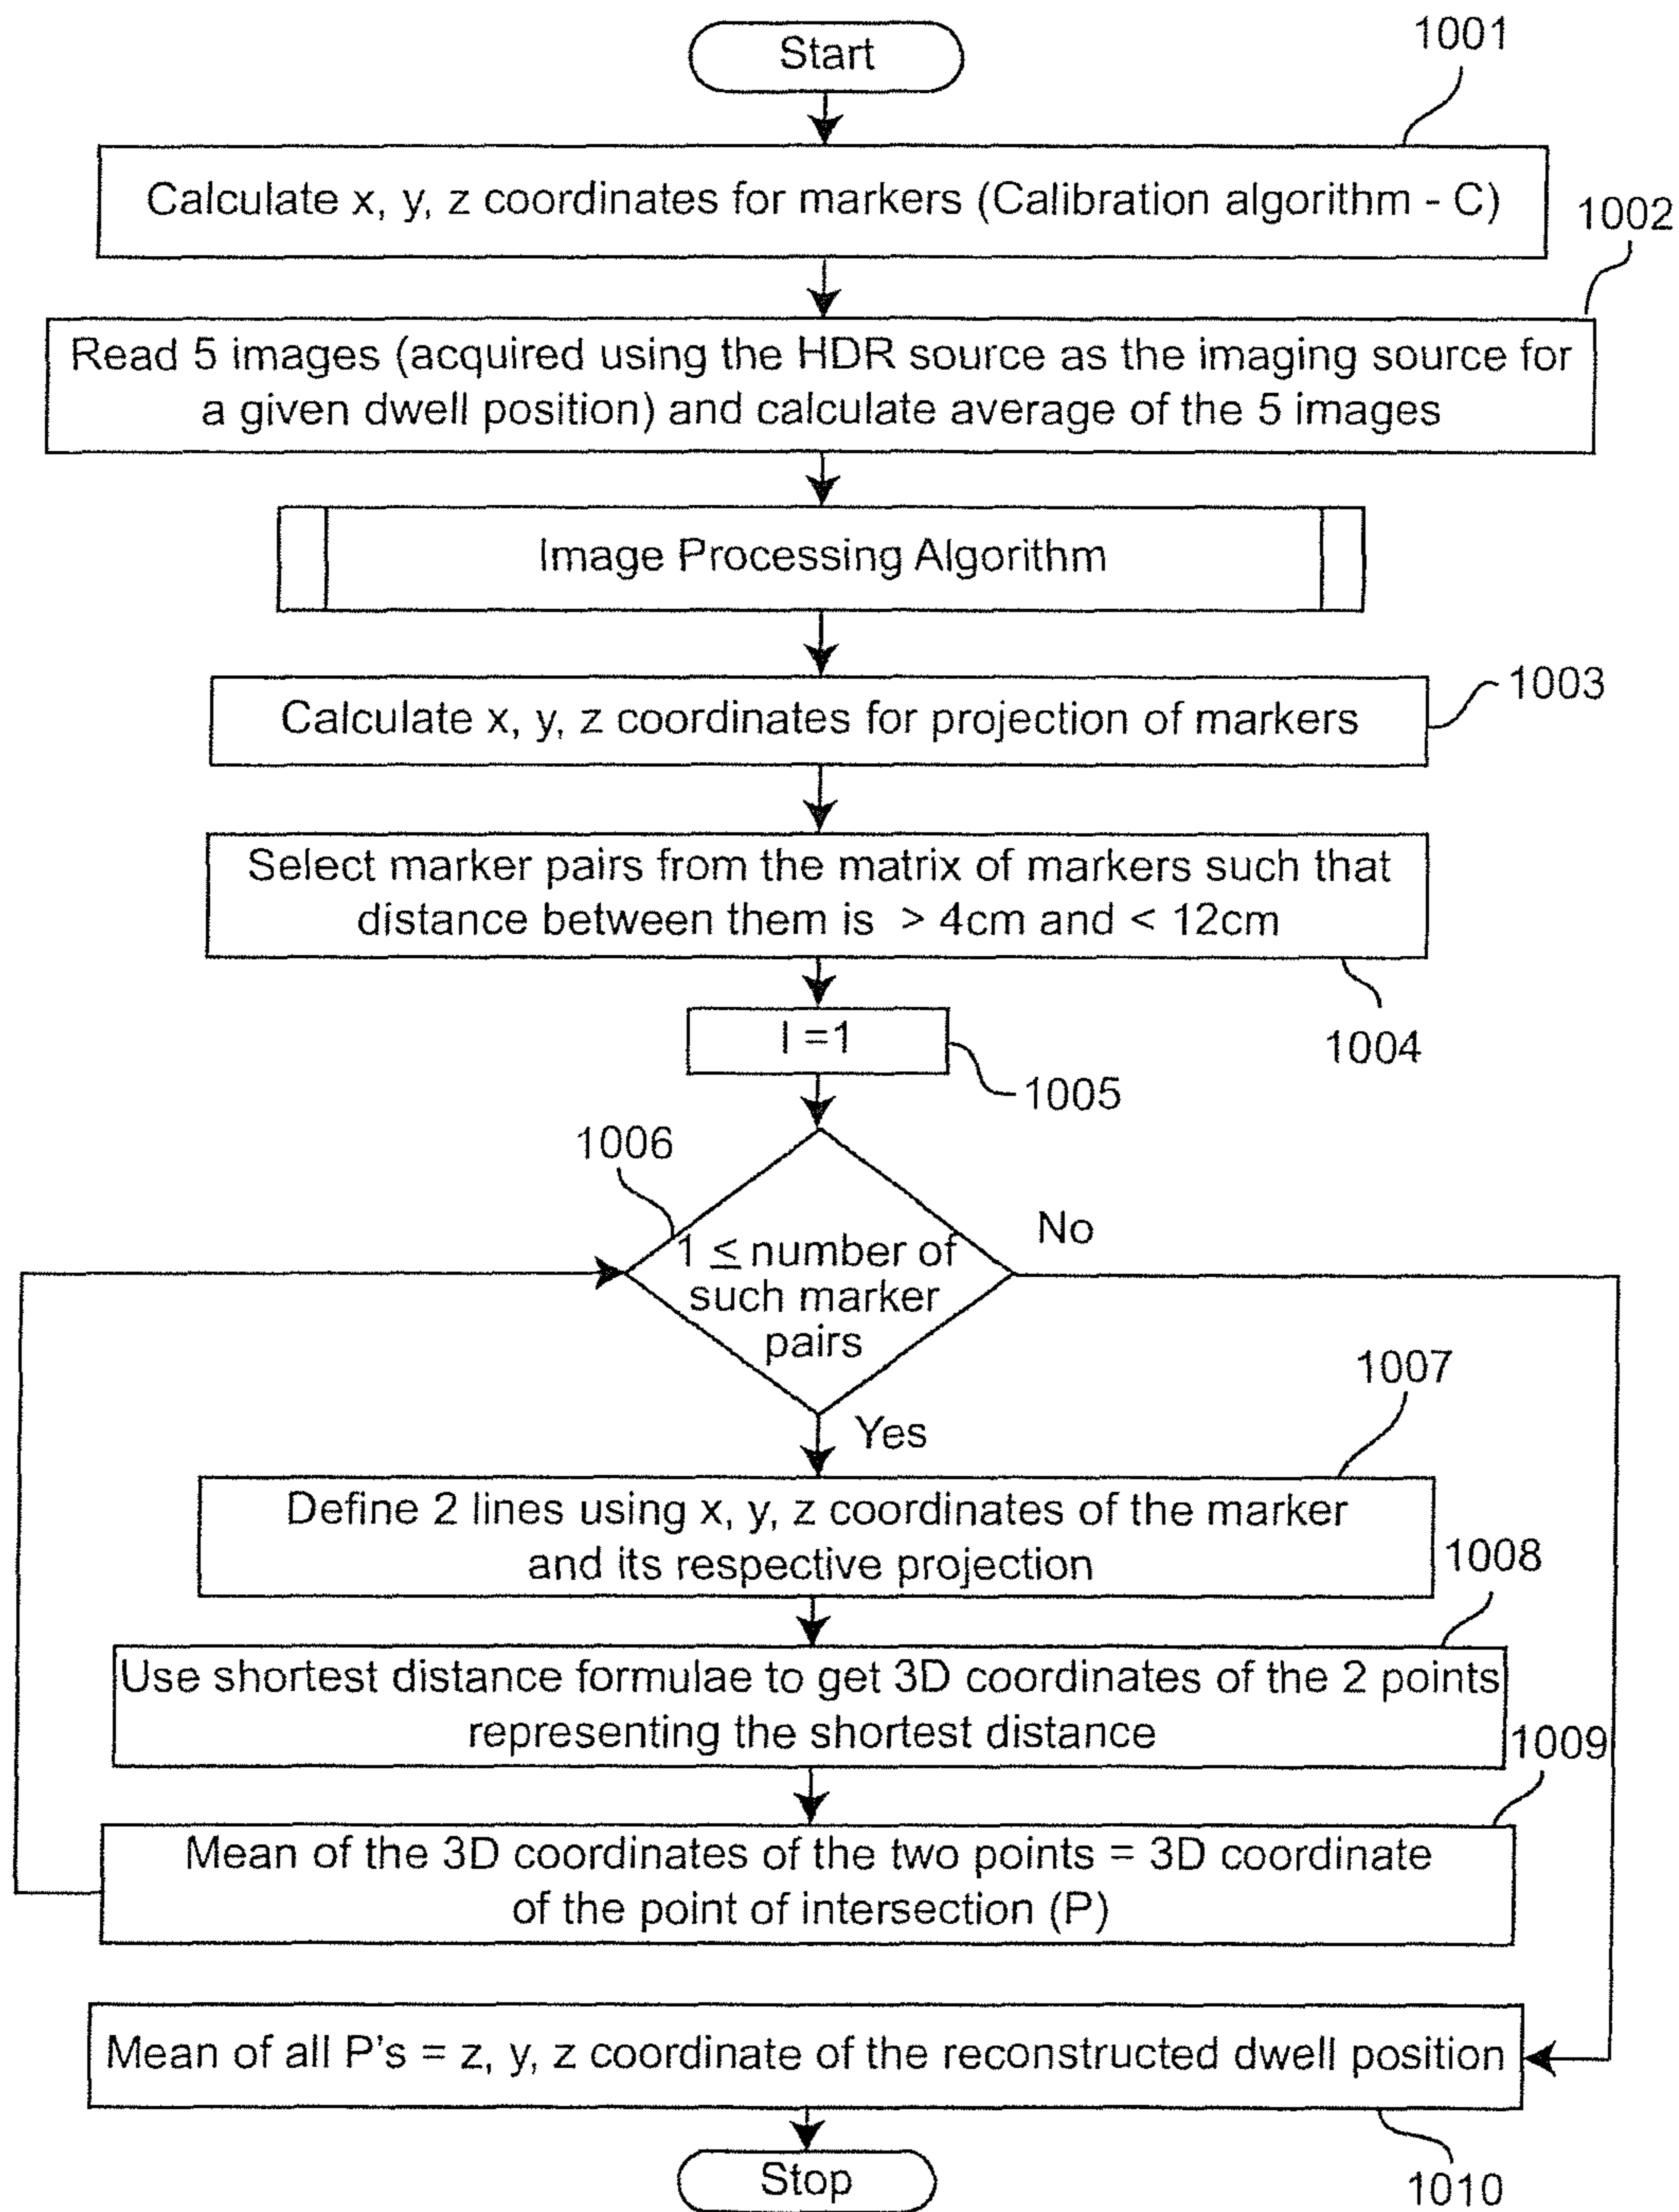 Start
1001
Calculate x, y, z coordinates for markers (Calibration algorithm - C)
1002
Read 5 images (acquired using the HDR source as the imaging source for
a given dwell position) and calculate average of the 5 images
Image Processing Algorithm
1003
Calculate x, y, z coordinates for projection of markers
Select marker pairs from the matrix of markers such that
distance between them is > 4cm and < 12cm
1004
I =1
1005
1006
No
1 ≤ number of
such marker
pairs
1007
Yes
Define 2 lines using x, y, z coordinates of the marker
and its respective projection
1008
Use shortest distance formulae to get 3D coordinates of the 2 points
representing the shortest distance
1009
Mean of the 3D coordinates of the two points = 3D coordinate
of the point of intersection (P)
Mean of all P's = z, y, z coordinate of the reconstructed dwell position
Stop
1010